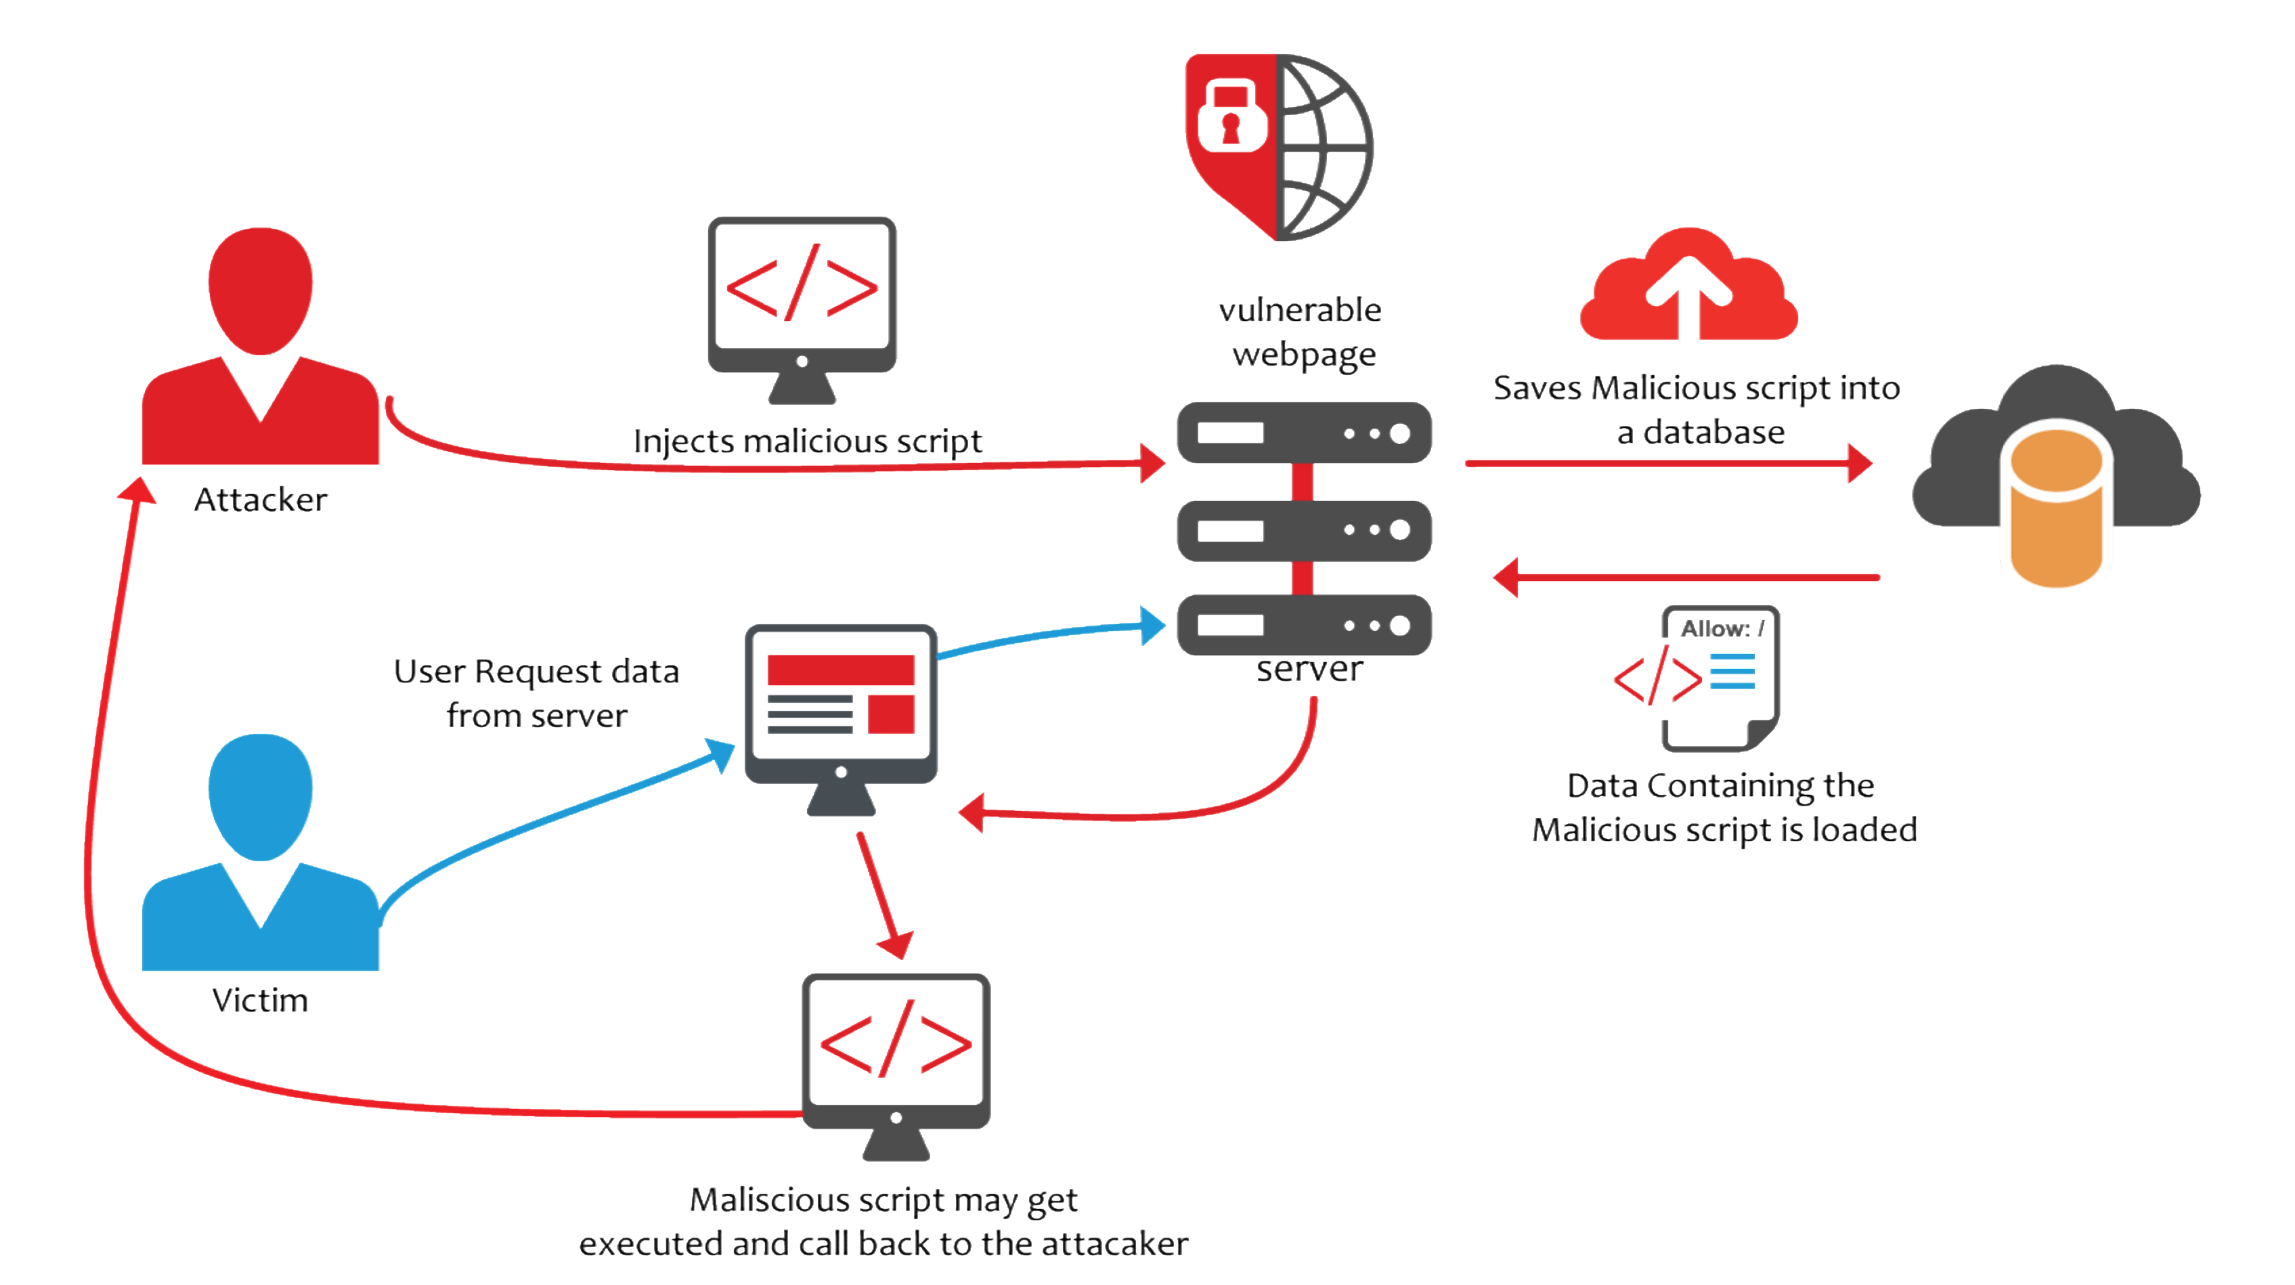 vulnerable
webpage
Injects malicious script
Saves Malicious script into
a database
Attacker
User Request data
from server
server
Allow: /
Data Containing the
Malicious script is loaded
Victim
Maliscious script may get
executed and call back to the attacaker